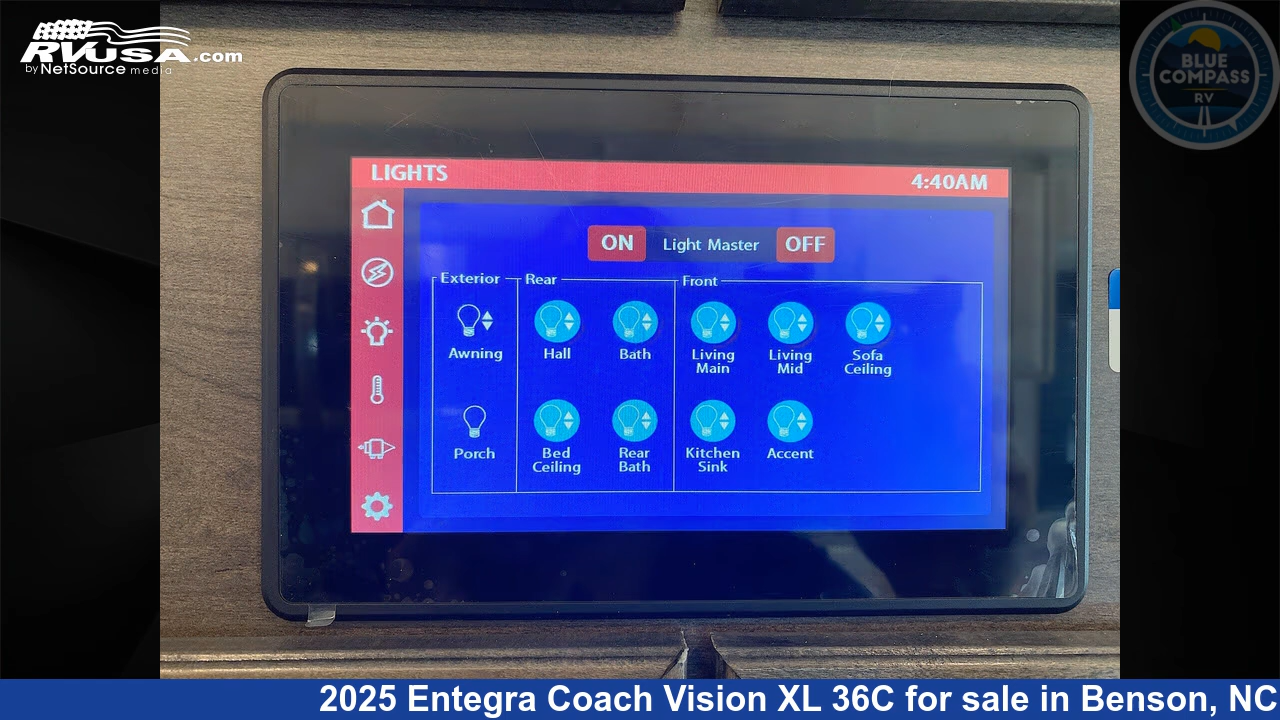 RVUSA.com
by NetSource media
BLUE
COMPASS
RV
LIGHTS
4:40AM
ON Light Master OFF
Exterior Rear Front
Awning Hall Bath Living Main Living Mid Sofa Ceiling
Porch Bed Ceiling Rear Bath Kitchen Sink Accent
2025 Entegra Coach Vision XL 36C for sale in Benson, NC